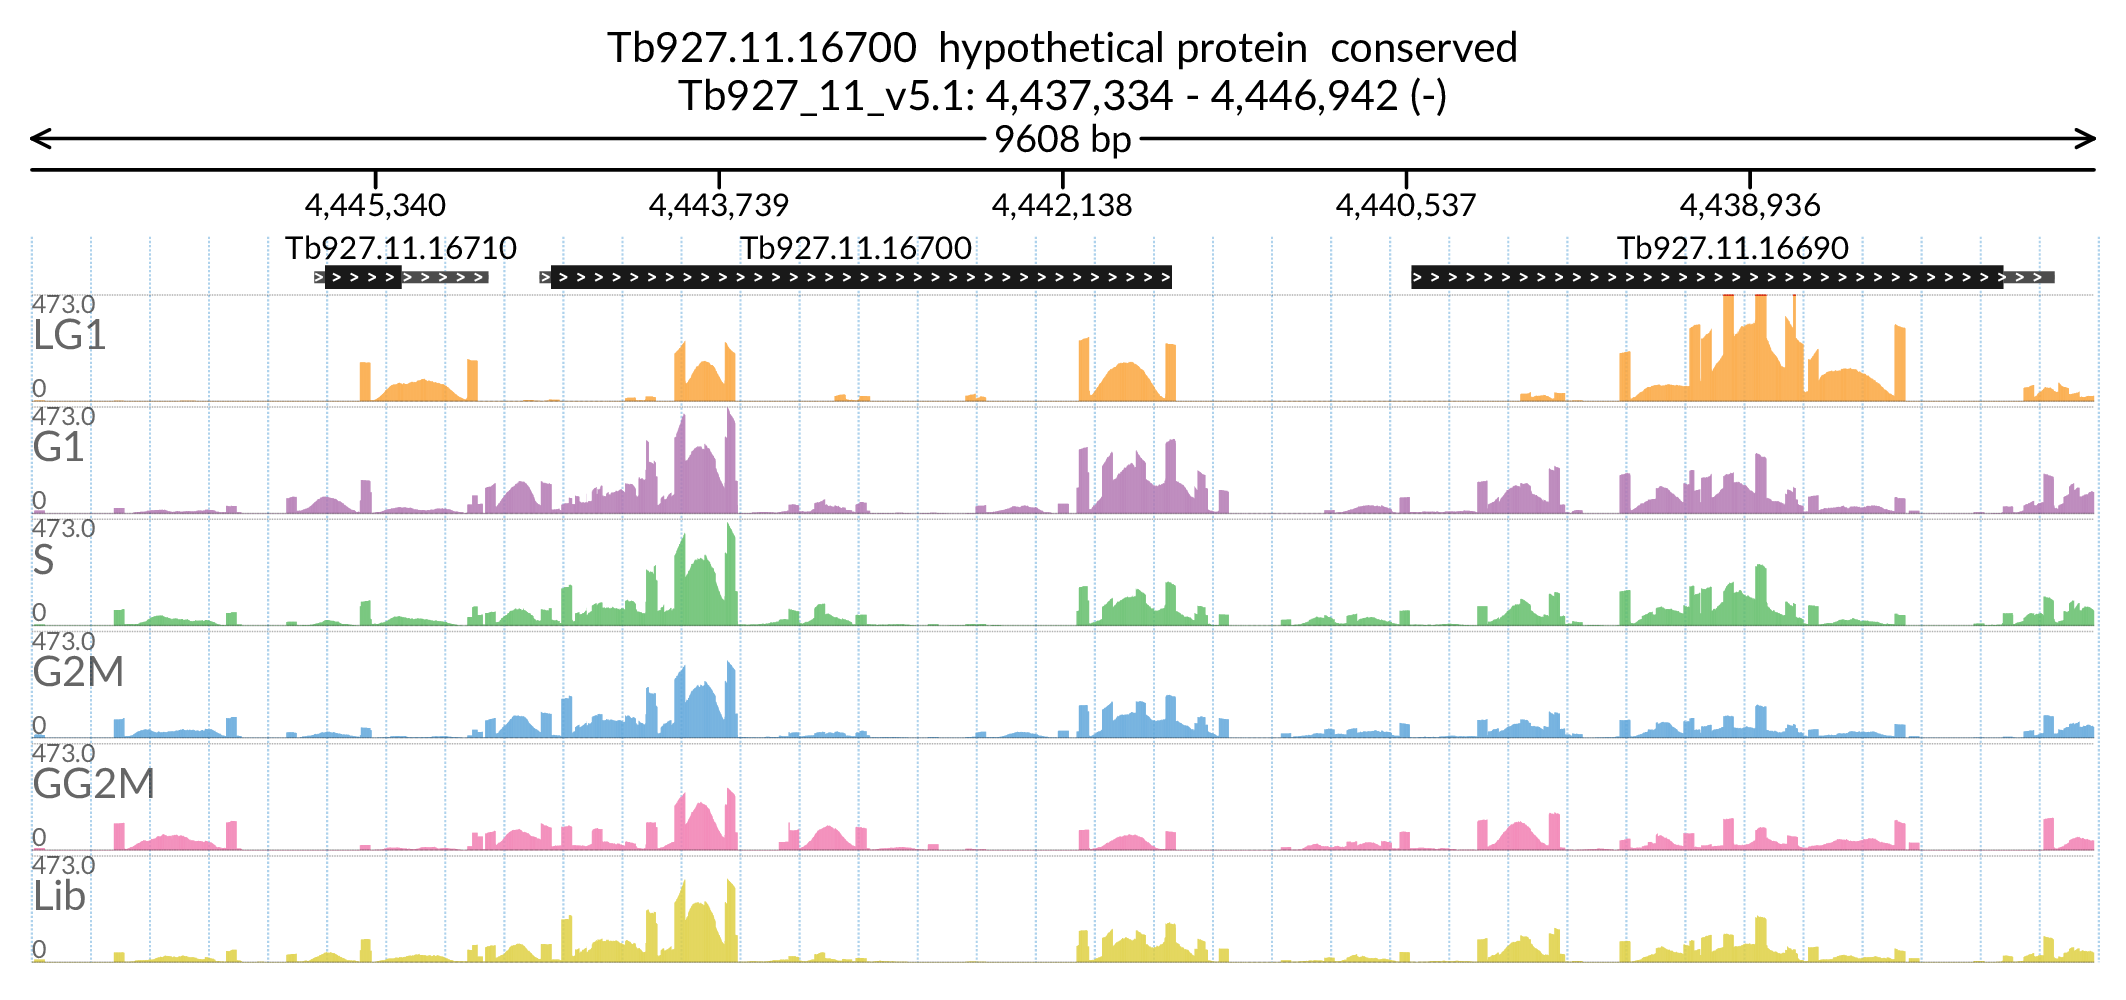 Tb927.11.16700  hypothetical protein  conserved
Tb927_11_v5.1: 4,437,334 - 4,446,942 (-)
9608 bp
4,445,340 4,443,739 4,442,138 4,440,537 4,438,936
Tb927.11.16710 Tb927.11.16700 Tb927.11.16690
473.0
LG1
0
473.0
G1
0
473.0
S
0
473.0
G2M
0
473.0
GG2M
0
473.0
Lib
0